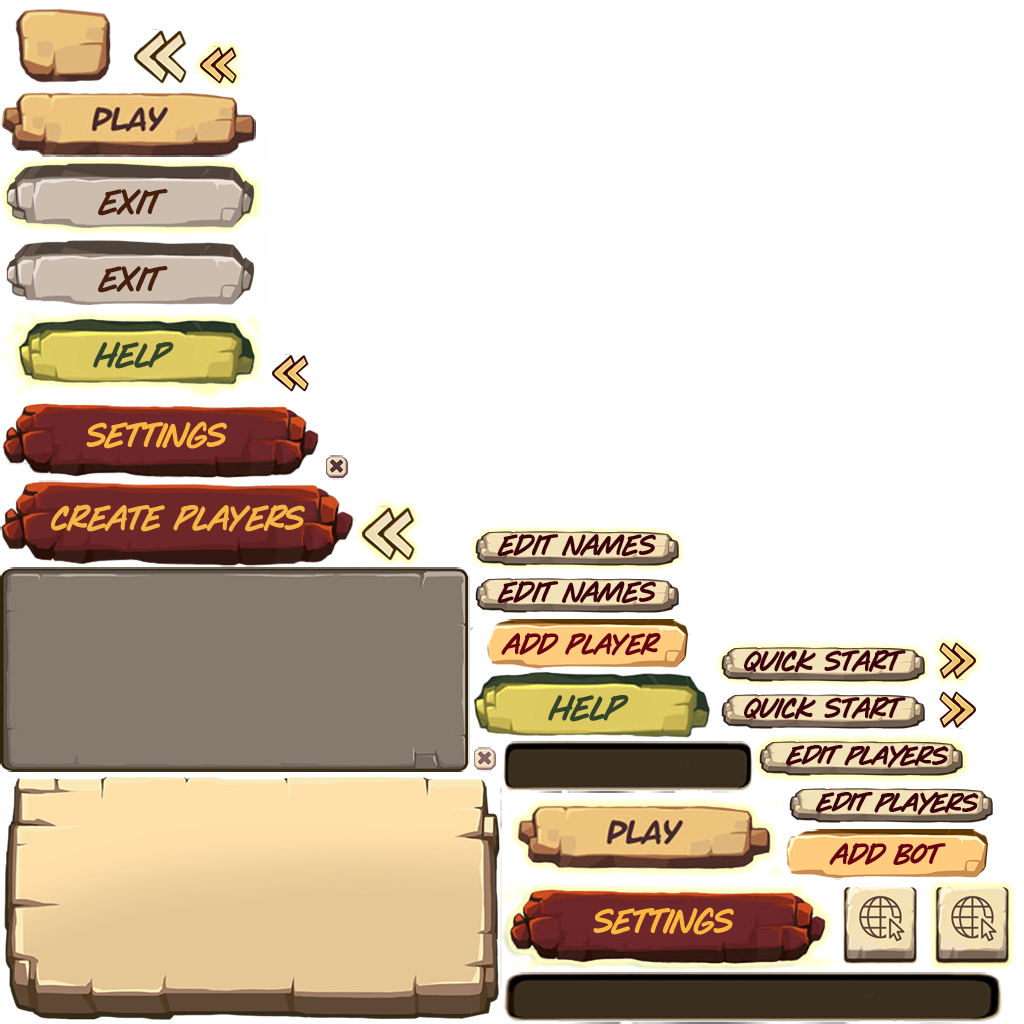 PLAY
EXIT
EXIT
HELP
SETTINGS
CREATE PLAYERS
EDIT NAMES
EDIT NAMES
ADD PLAYER
QUICK START
HELP
QUICK START
EDIT PLAYERS
EDIT PLAYERS
PLAY
ADD BOT
SETTINGS